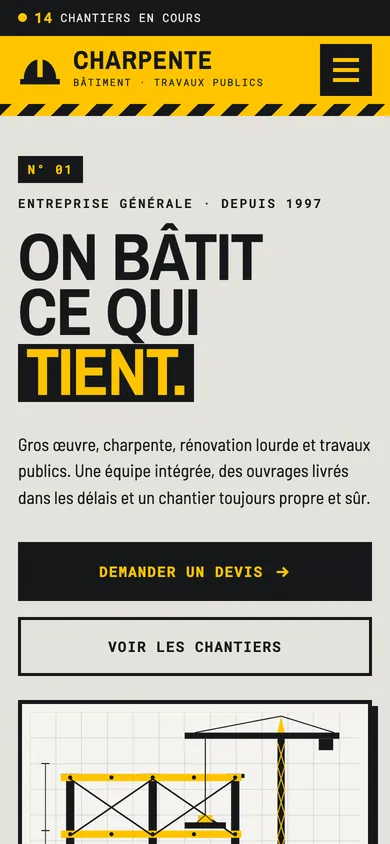 14 CHANTIERS EN COURS
CHARPENTE
BÂTIMENT · TRAVAUX PUBLICS
N° 01
ENTREPRISE GÉNÉRALE · DEPUIS 1997
ON BÂTIT
CE QUI
TIENT.
Gros œuvre, charpente, rénovation lourde et travaux
publics. Une équipe intégrée, des ouvrages livrés
dans les délais et un chantier toujours propre et sûr.
DEMANDER UN DEVIS →
VOIR LES CHANTIERS